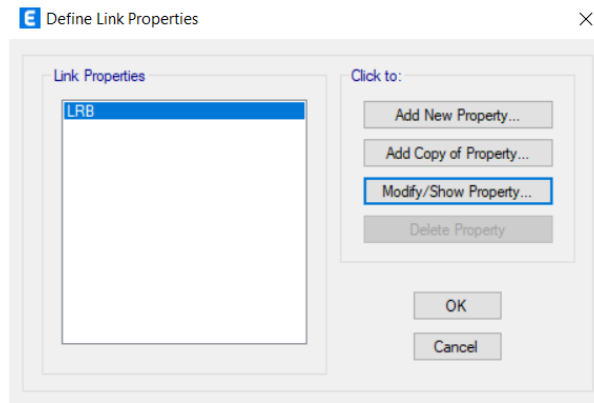 E Define Link Properties
Link Properties
LRB
Click to:
Add New Property...
Add Copy of Property...
Modify/Show Property...
Delete Property
OK
Cancel